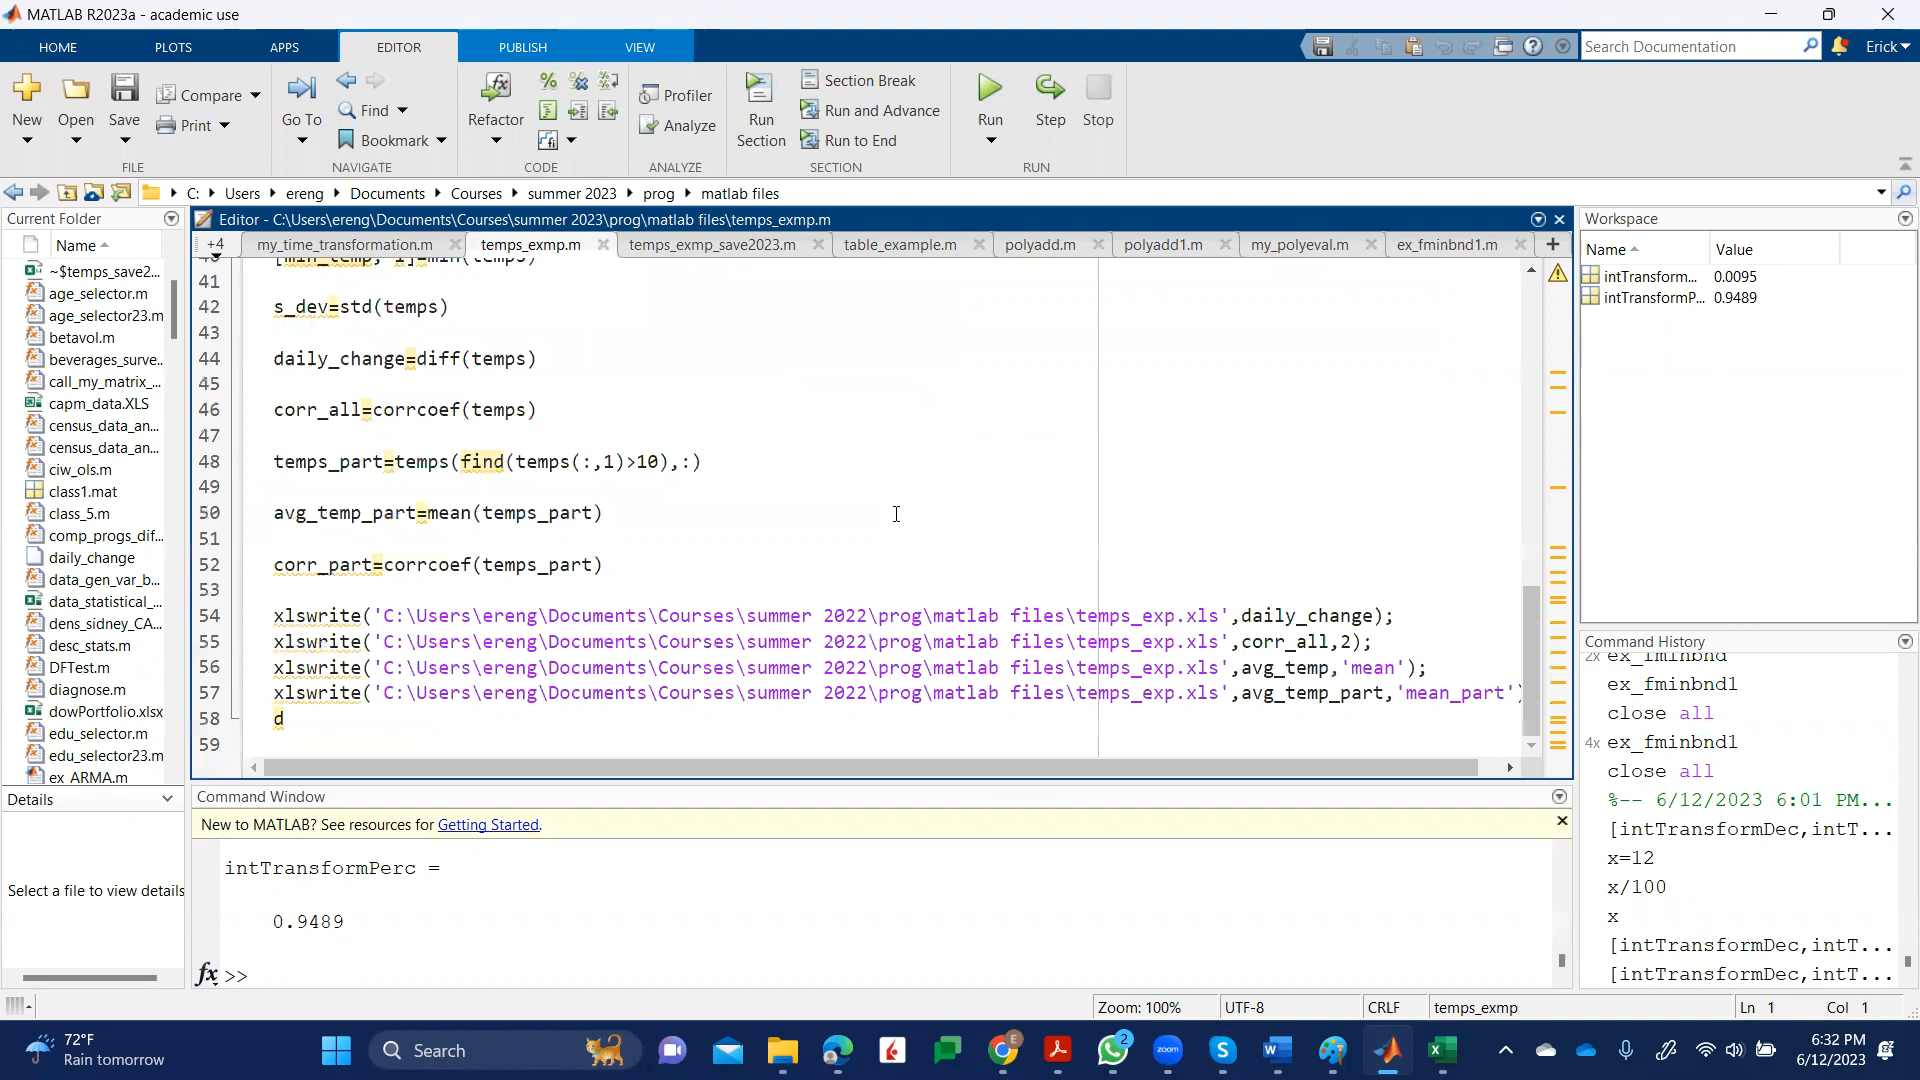 MATLAB R2023a - academic use
HOME PLOTS APPS EDITOR PUBLISH VIEW
Search Documentation
Erick
New Open Save
Compare
Print
FILE
Go To
Find
Bookmark
NAVIGATE
Refactor
CODE
Profiler
Analyze
ANALYZE
Run Section
Section Break
Run and Advance
Run to End
SECTION
Run Step Stop
RUN
C: Users ereng Documents Courses summer 2023 prog matlab files
Current Folder
Name
~$temps_save2...
age_selector.m
age_selector23.m
betavol.m
beverages_surve..
call_my_matrix_...
capm_data.XLS
census_data_an...
census_data_an...
ciw_ols.m
class1.mat
class_5.m
comp_progs_dif...
daily_change
data_gen_var_b...
data_statistical_...
dens_sidney_CA...
desc_stats.m
DFTest.m
diagnose.m
dowPortfolio.xlsx
edu_selector.m
edu_selector23.m
ex_ARMA.m
Details
Select a file to view details
Editor - C:\Users\ereng\Documents\Courses\summer 2023\prog\matlab files\temps_exmp.m
+4 my_time_transformation.m temps_exmp.m temps_exmp_save2023.m table_example.m polyadd.m polyadd1.m my_polyeval.m ex_fminbnd1.m
41
42 s_dev=std(temps)
43
44 daily_change=diff(temps)
45
46 corr_all=corrcoef(temps)
47
48 temps_part=temps(find(temps(:,1)>10),:)
49
50 avg_temp_part=mean(temps_part)
51
52 corr_part=corrcoef(temps_part)
53
54 xlswrite('C:\Users\ereng\Documents\Courses\summer 2022\prog\matlab files\temps_exp.xls',daily_change);
55 xlswrite('C:\Users\ereng\Documents\Courses\summer 2022\prog\matlab files\temps_exp.xls',corr_all,2);
56 xlswrite('C:\Users\ereng\Documents\Courses\summer 2022\prog\matlab files\temps_exp.xls',avg_temp,'mean');
57 xlswrite('C:\Users\ereng\Documents\Courses\summer 2022\prog\matlab files\temps_exp.xls',avg_temp_part,'mean_part')
58 d
59
Command Window
New to MATLAB? See resources for Getting Started.
intTransformPerc =
0.9489
fx >>
Workspace
Name Value
intTransform... 0.0095
intTransformP... 0.9489
Command History
2x ex_fminbnd
ex_fminbnd1
close all
4x ex_fminbnd1
close all
%-- 6/12/2023 6:01 PM...
[intTransformDec,intT...
x=12
x/100
x
[intTransformDec,intT...
[intTransformDec,intT...
Zoom: 100% UTF-8 CRLF temps_exmp Ln 1 Col 1
72°F
Rain tomorrow
Search
E
2
zoom
6:32 PM
6/12/2023